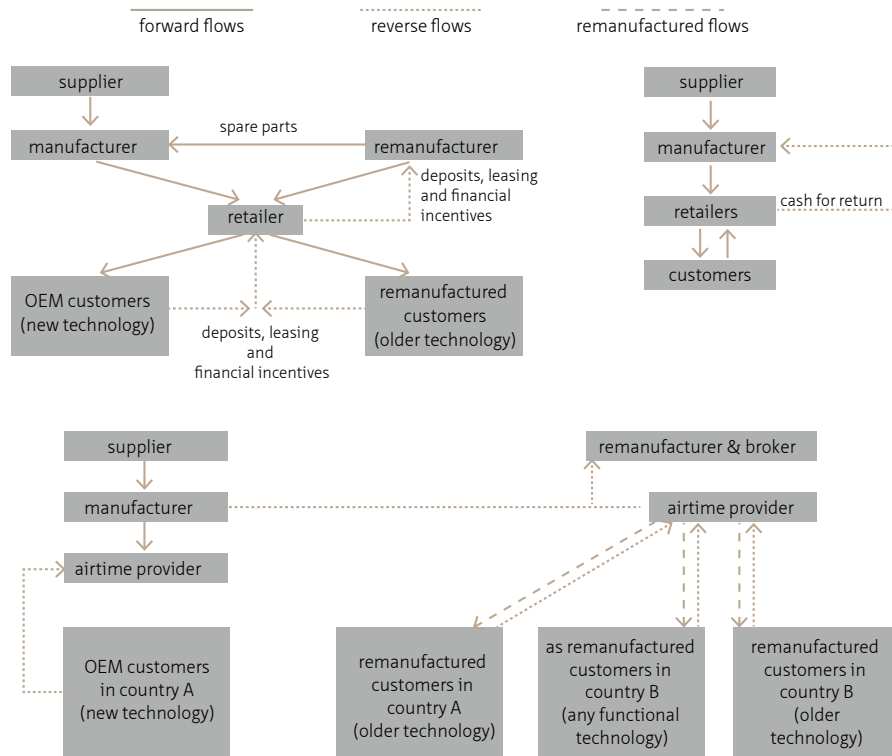 forward flows
reverse flows
remanufactured flows
supplier
manufacturer
spare parts
remanufacturer
deposits, leasing
and financial
incentives
retailer
OEM customers
(new technology)
deposits, leasing
and
financial incentives
remanufactured
customers
(older technology)
supplier
manufacturer
retailers
cash for return
customers
supplier
manufacturer
airtime provider
OEM customers
in country A
(new technology)
remanufacturer & broker
airtime provider
remanufactured
customers in
country A
(older technology)
as remanufactured
customers in
country B
(any functional
technology)
remanufactured
customers in
country B
(older
technology)